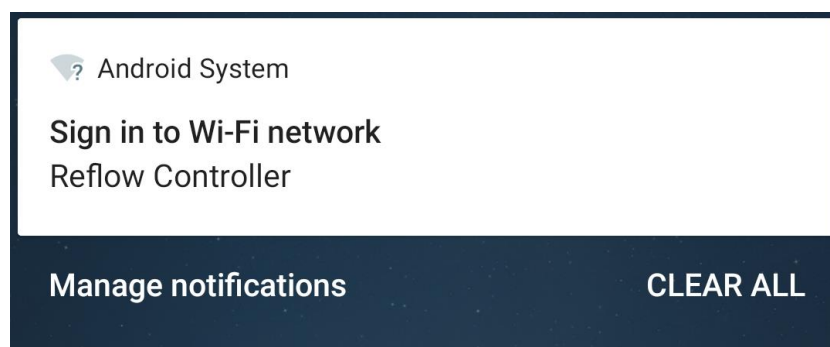 Android System
Sign in to Wi-Fi network
Reflow Controller
Manage notifications
CLEAR ALL